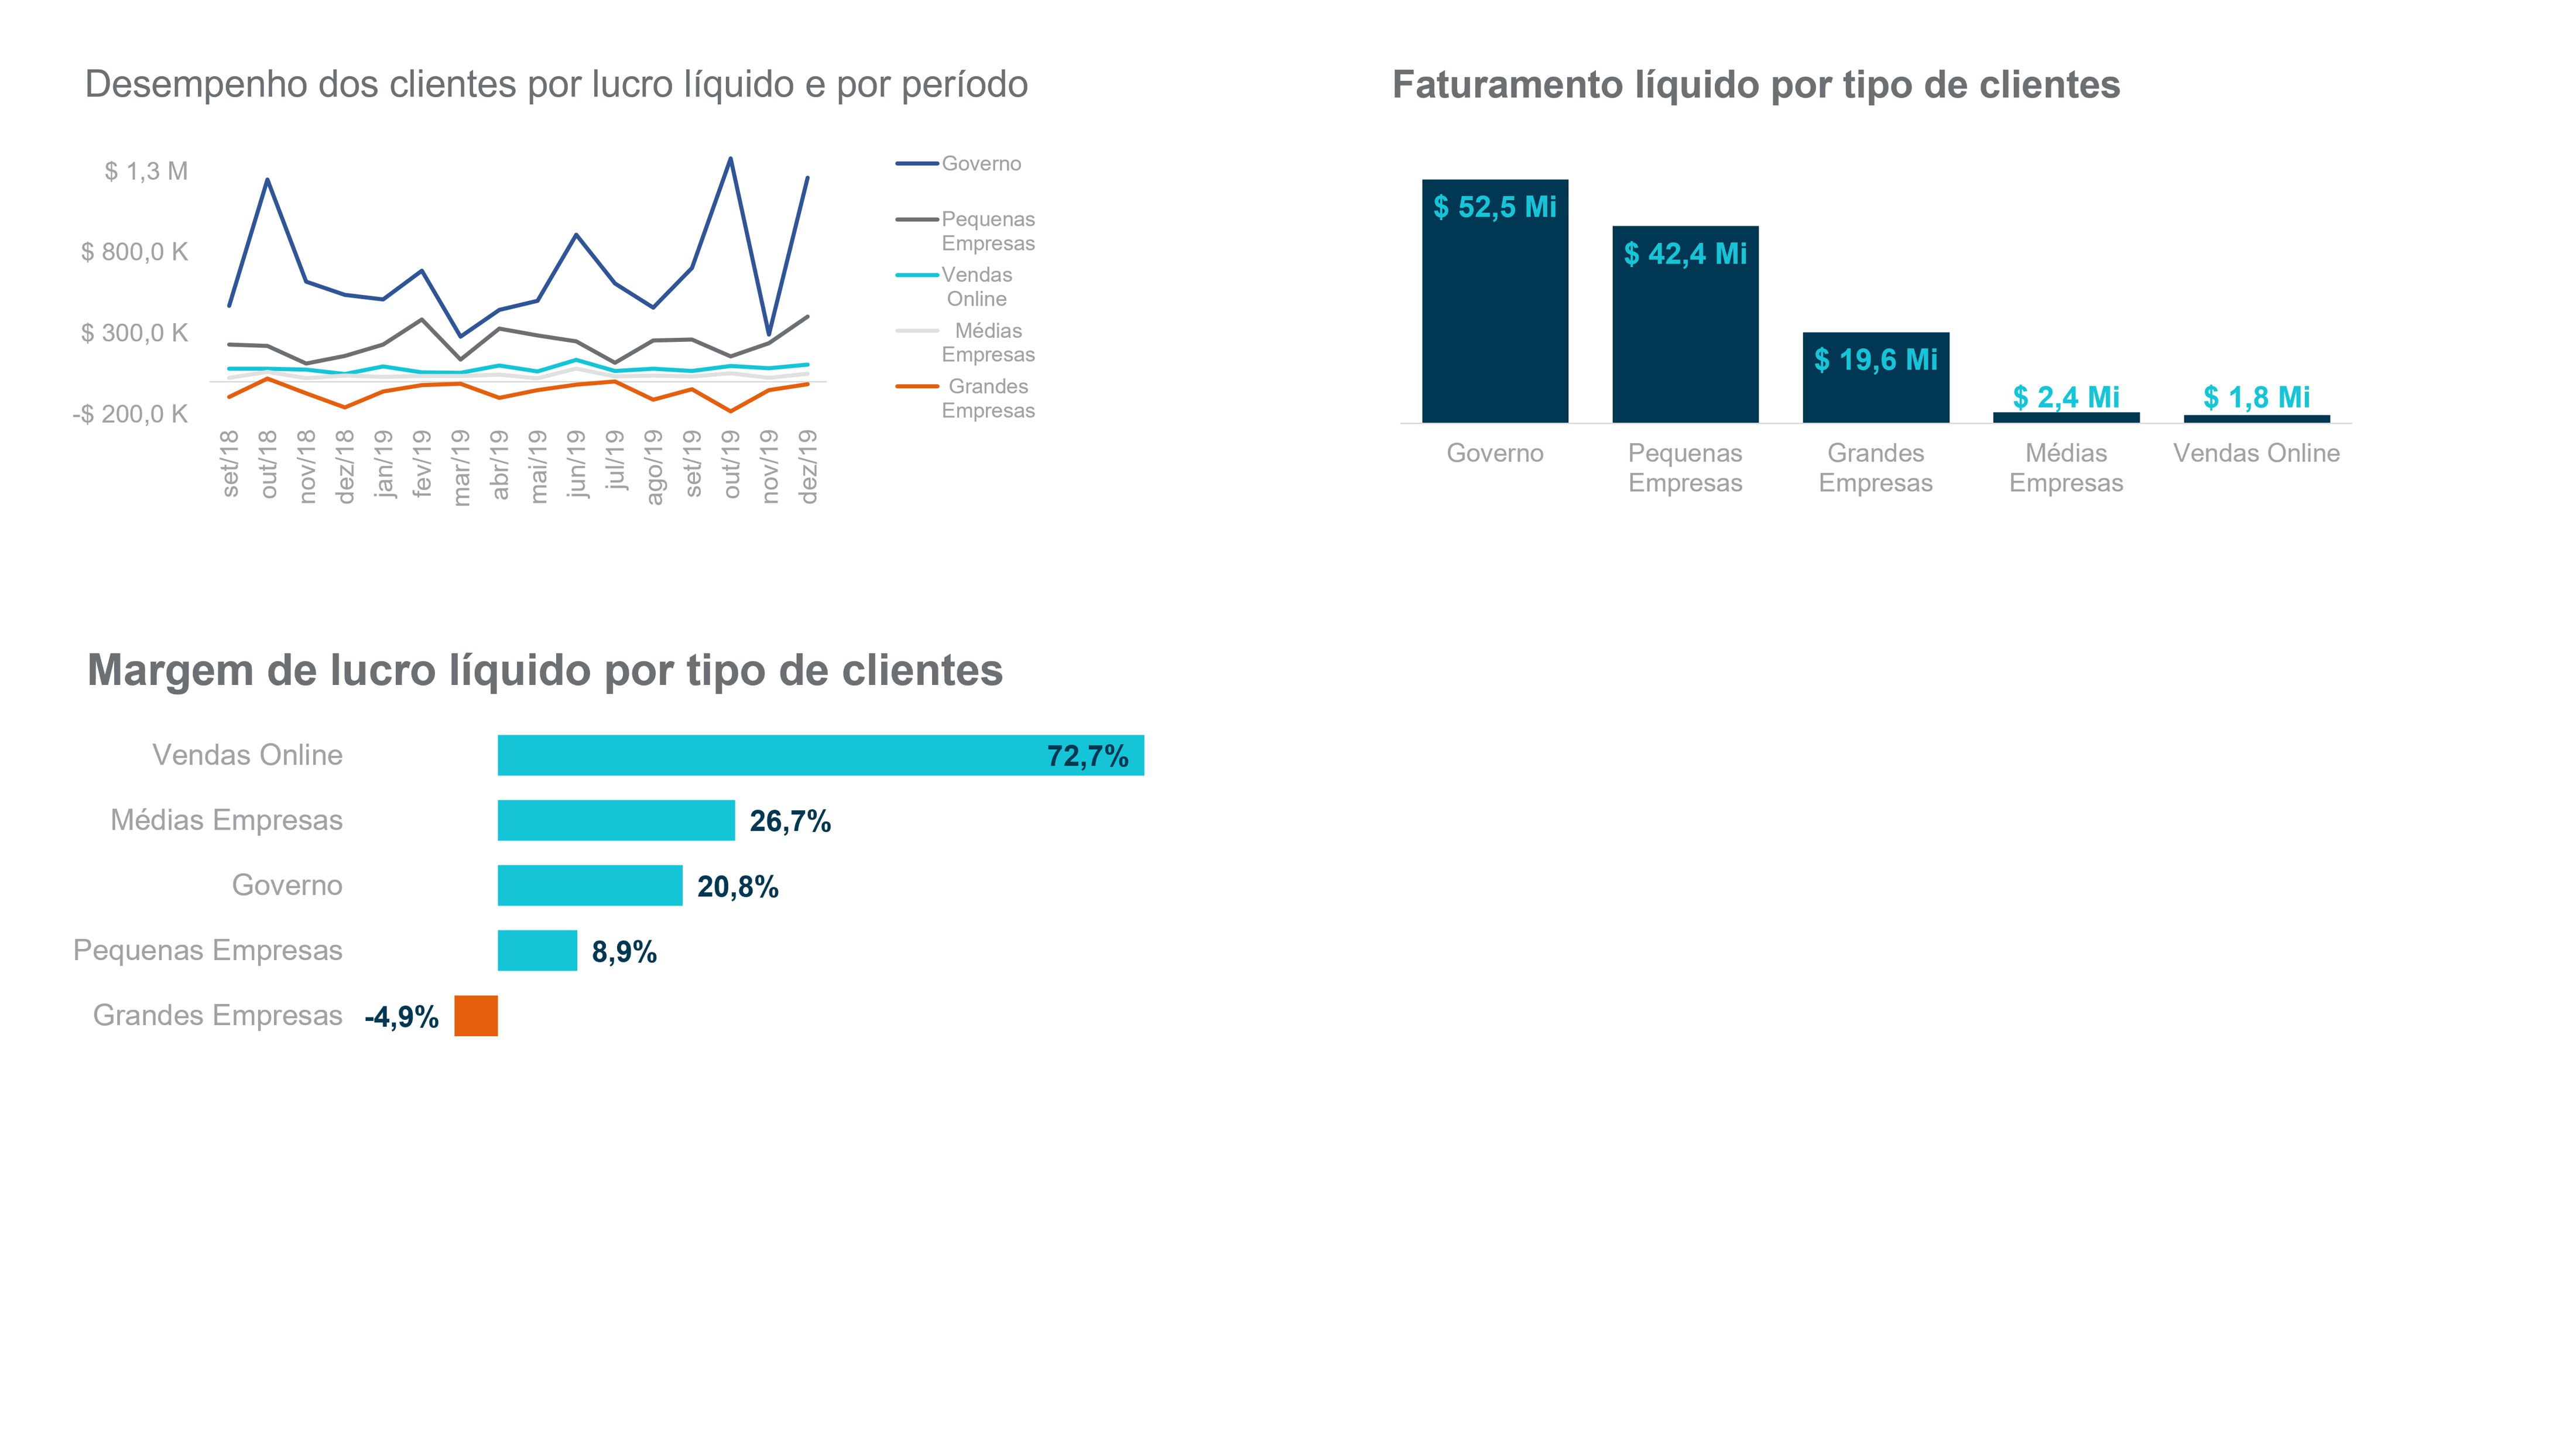 Desempenho dos clientes por lucro líquido e por período
$ 1,3 M
$ 800,0 K
$ 300,0 K
-$ 200,0 K
set/18
out/18
nov/18
dez/18
jan/19
fev/19
mar/19
abr/19
mai/19
jun/19
jul/19
ago/19
set/19
out/19
nov/19
dez/19
Governo
Pequenas
Empresas
Vendas
Online
Médias
Empresas
Grandes
Empresas
Faturamento líquido por tipo de clientes
$ 52,5 Mi
$ 42,4 Mi
$ 19,6 Mi
$ 2,4 Mi
$ 1,8 Mi
Governo
Pequenas
Empresas
Grandes
Empresas
Médias
Empresas
Vendas Online
Margem de lucro líquido por tipo de clientes
Vendas Online 72,7%
Médias Empresas 26,7%
Governo 20,8%
Pequenas Empresas 8,9%
Grandes Empresas -4,9%